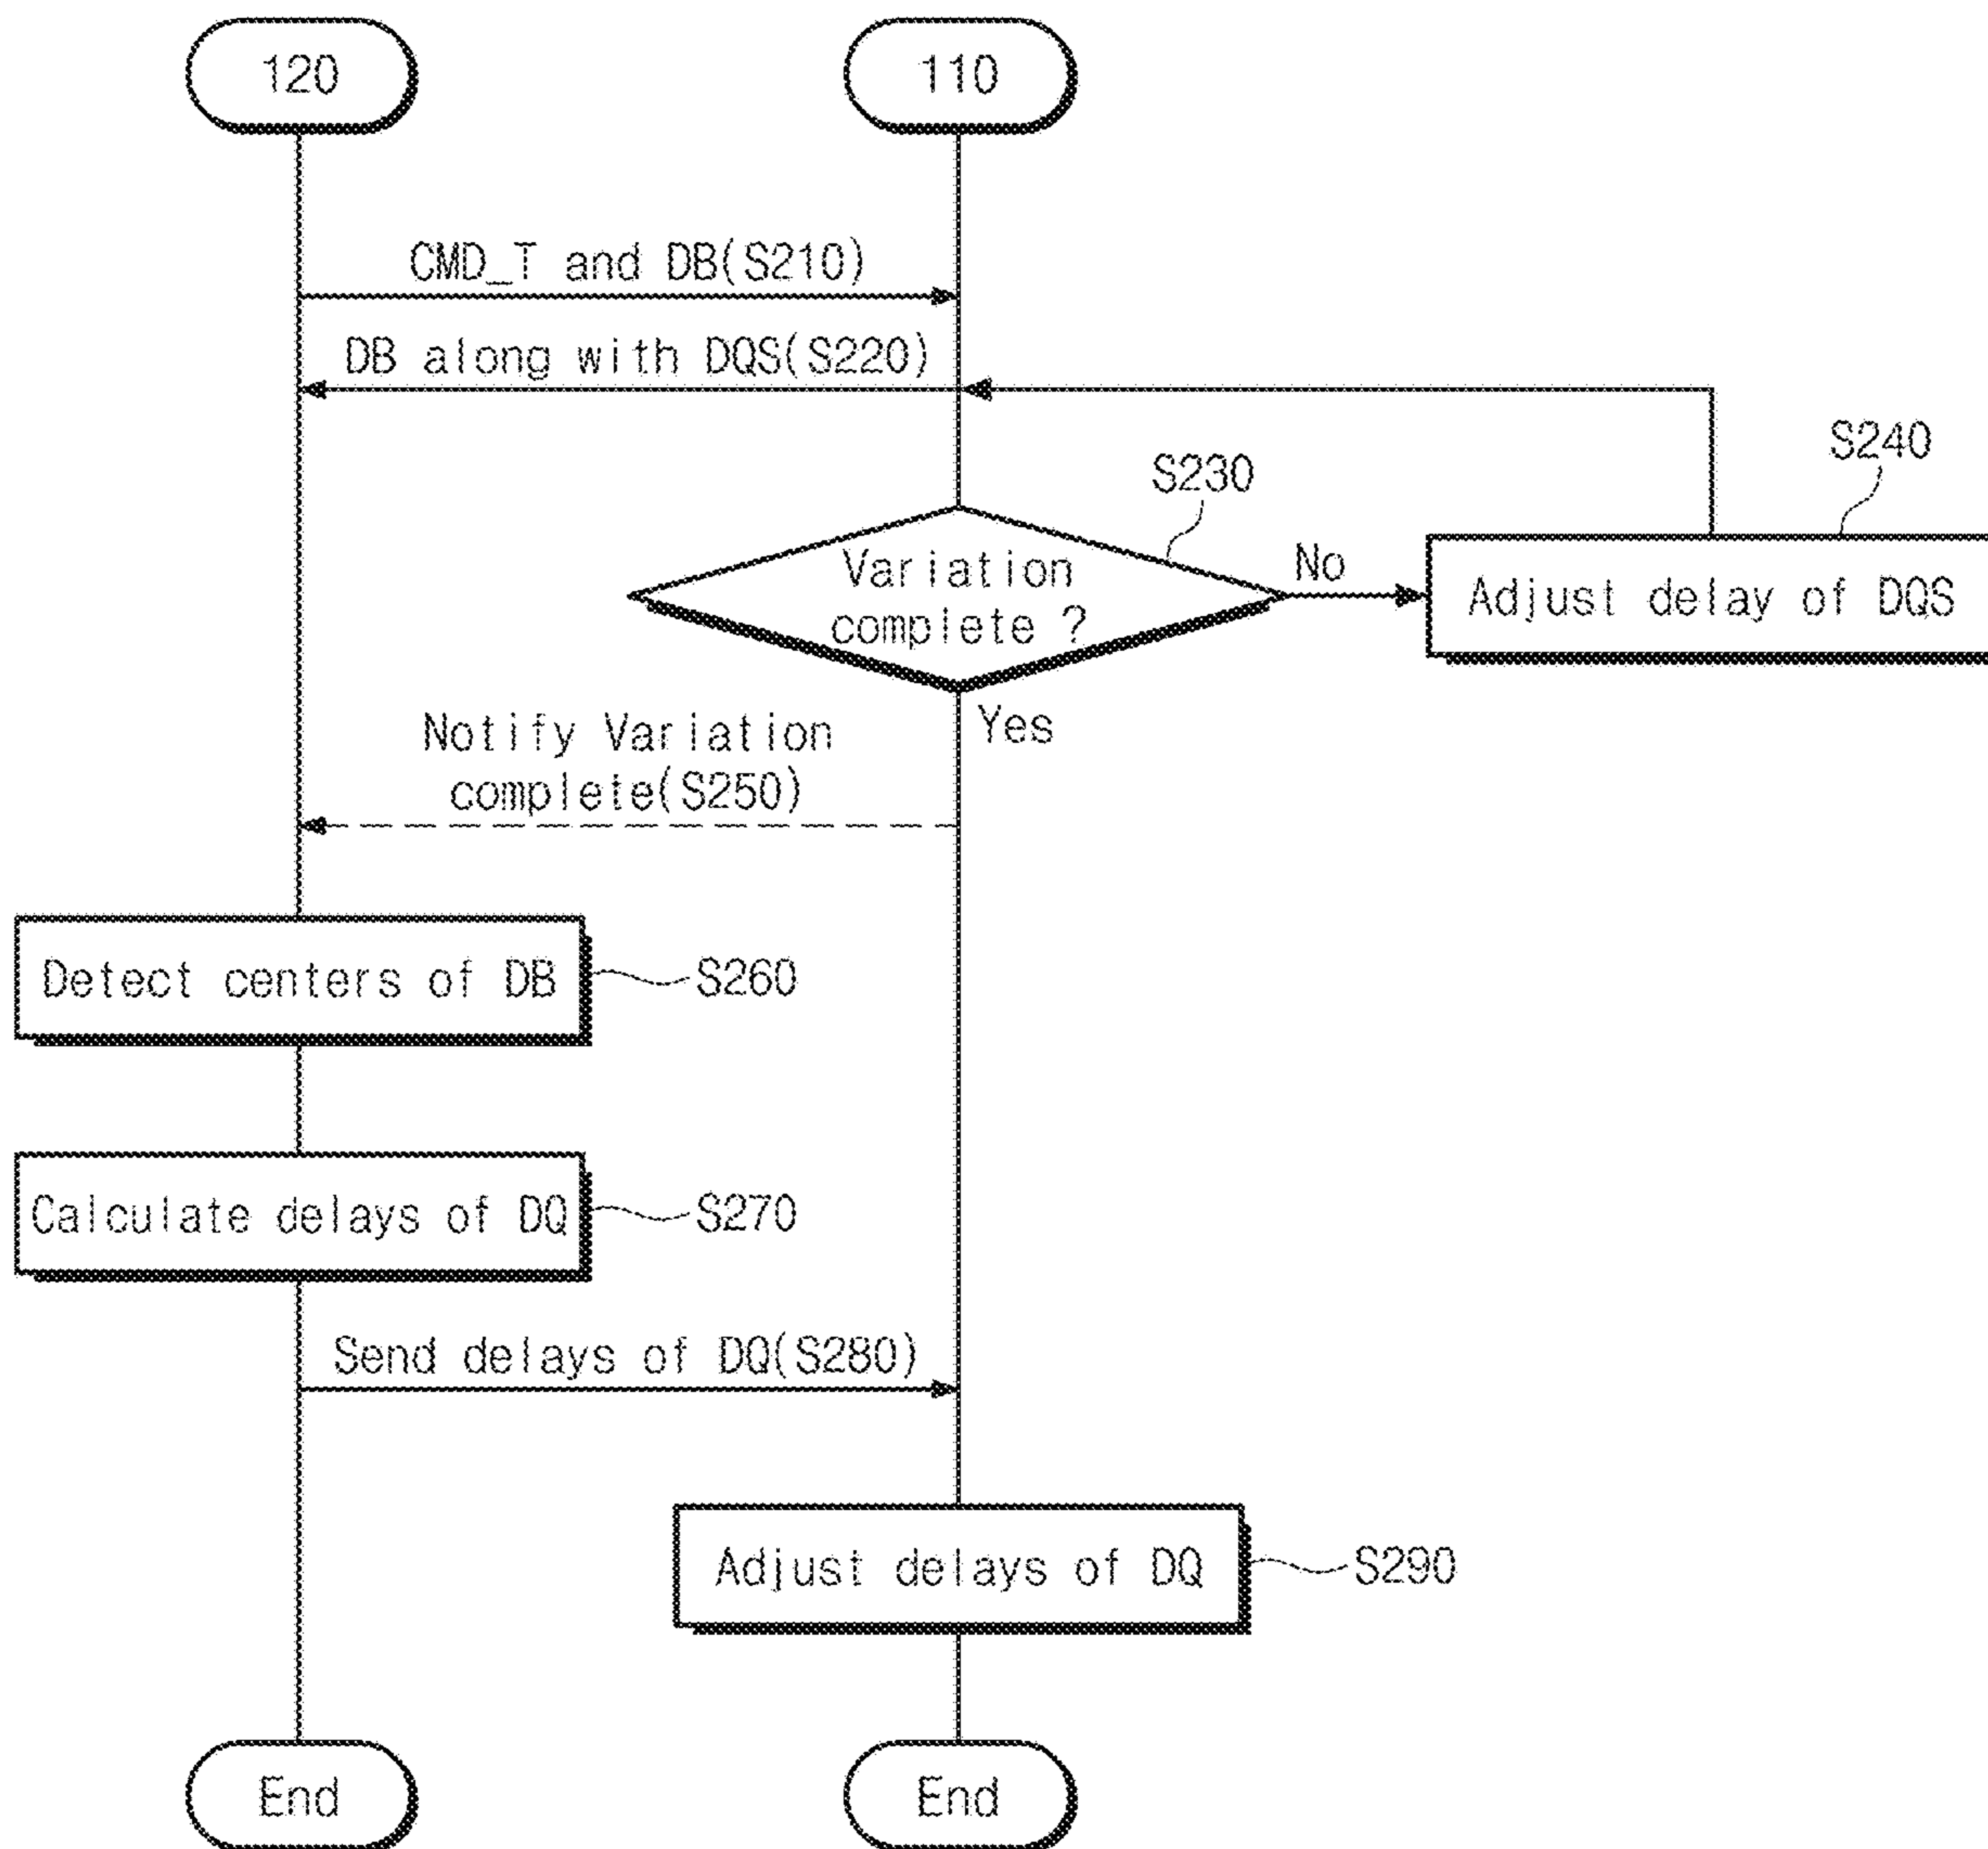 120
110
CMD_T and DB(S210)
DB along with DQS(S220)
S230
S240
Variation
complete ?
No
Adjust delay of DQS
Yes
Notify Variation
complete(S250)
Detect centers of DB
S260
Calculate delays of DQ
S270
Send delays of DQ(S280)
Adjust delays of DQ
S290
End
End